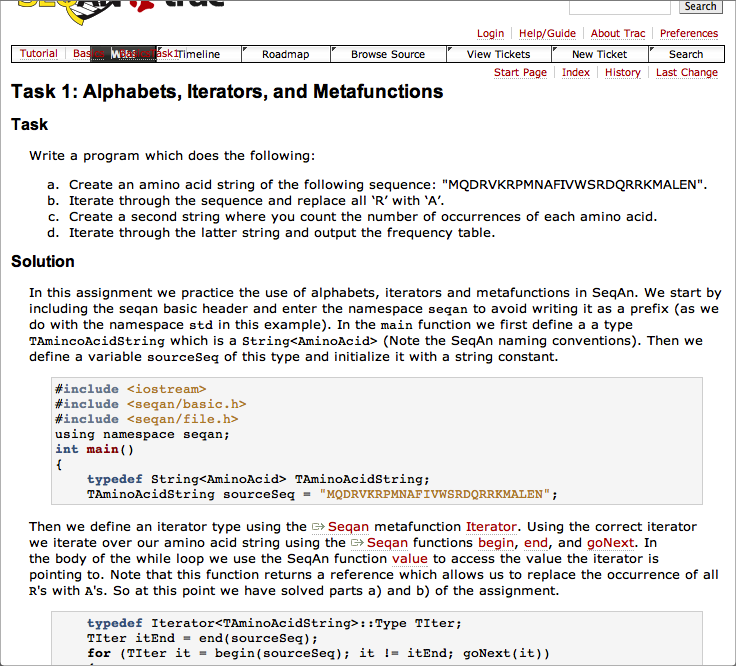 Search
Login Help/Guide About Trac Preferences
Tutorial Timeline Roadmap Browse Source View Tickets New Ticket Search
Start Page Index History Last Change
Task 1: Alphabets, Iterators, and Metafunctions
Task
Write a program which does the following:
a. Create an amino acid string of the following sequence: "MQDRVKRPMNAFIVWSRDQRRKMALEN".
b. Iterate through the sequence and replace all ‘R’ with ‘A’.
c. Create a second string where you count the number of occurrences of each amino acid.
d. Iterate through the latter string and output the frequency table.
Solution
In this assignment we practice the use of alphabets, iterators and metafunctions in SeqAn. We start by
including the seqan basic header and enter the namespace seqan to avoid writing it as a prefix (as we
do with the namespace std in this example). In the main function we first define a a type
TAmincoAcidString which is a String<AminoAcid> (Note the SeqAn naming conventions). Then we
define a variable sourceSeq of this type and initialize it with a string constant.
#include <iostream>
#include <seqan/basic.h>
#include <seqan/file.h>
using namespace seqan;
int main()
{
typedef String<AminoAcid> TAminoAcidString;
TAminoAcidString sourceSeq = "MQDRVKRPMNAFIVWSRDQRRKMALEN";
Then we define an iterator type using the Seqan metafunction Iterator. Using the correct iterator
we iterate over our amino acid string using the Seqan functions begin, end, and goNext. In
the body of the while loop we use the SeqAn function value to access the value the iterator is
pointing to. Note that this function returns a reference which allows us to replace the occurrence of all
R's with A's. So at this point we have solved parts a) and b) of the assignment.
typedef Iterator<TAminoAcidString>::Type TIter;
TIter itEnd = end(sourceSeq);
for (TIter it = begin(sourceSeq); it != itEnd; goNext(it))